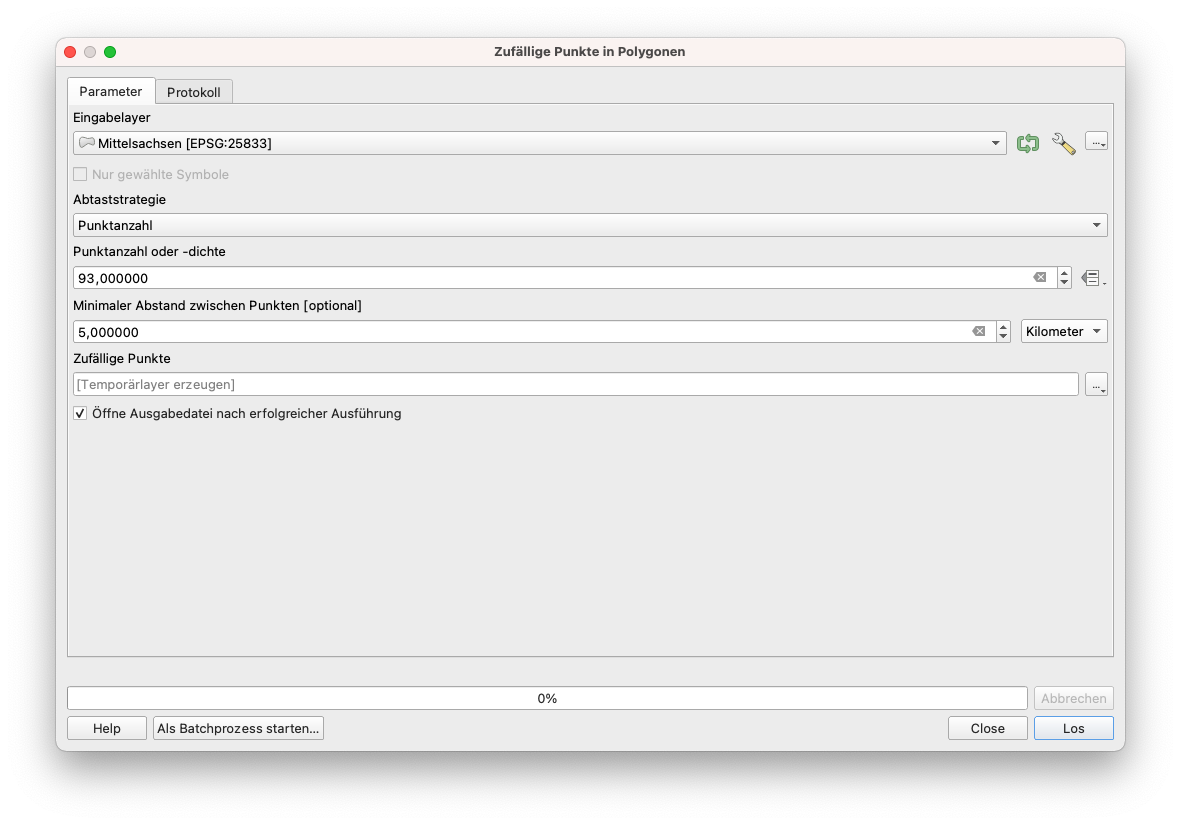 Zufällige Punkte in Polygonen
Parameter
Protokoll
Eingabelayer
Mittelsachsen [EPSG:25833]
...
Nur gewählte Symbole
Abtaststrategie
Punktanzahl
Punktanzahl oder -dichte
93,000000
Minimaler Abstand zwischen Punkten [optional]
5,000000
Kilometer
Zufällige Punkte
[Temporärlayer erzeugen]
...
Öffne Ausgabedatei nach erfolgreicher Ausführung
0%
Abbrechen
Help
Als Batchprozess starten...
Close
Los